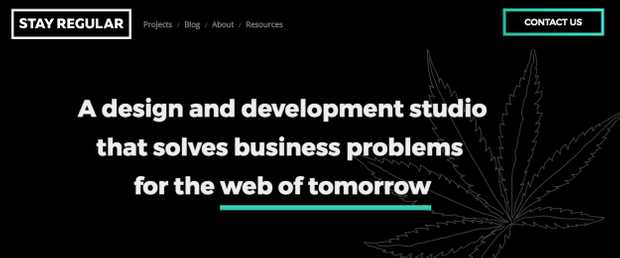 STAY REGULAR
Projects / Blog / About / Resources
CONTACT US
A design and development studio
that solves business problems
for the web of tomorrow